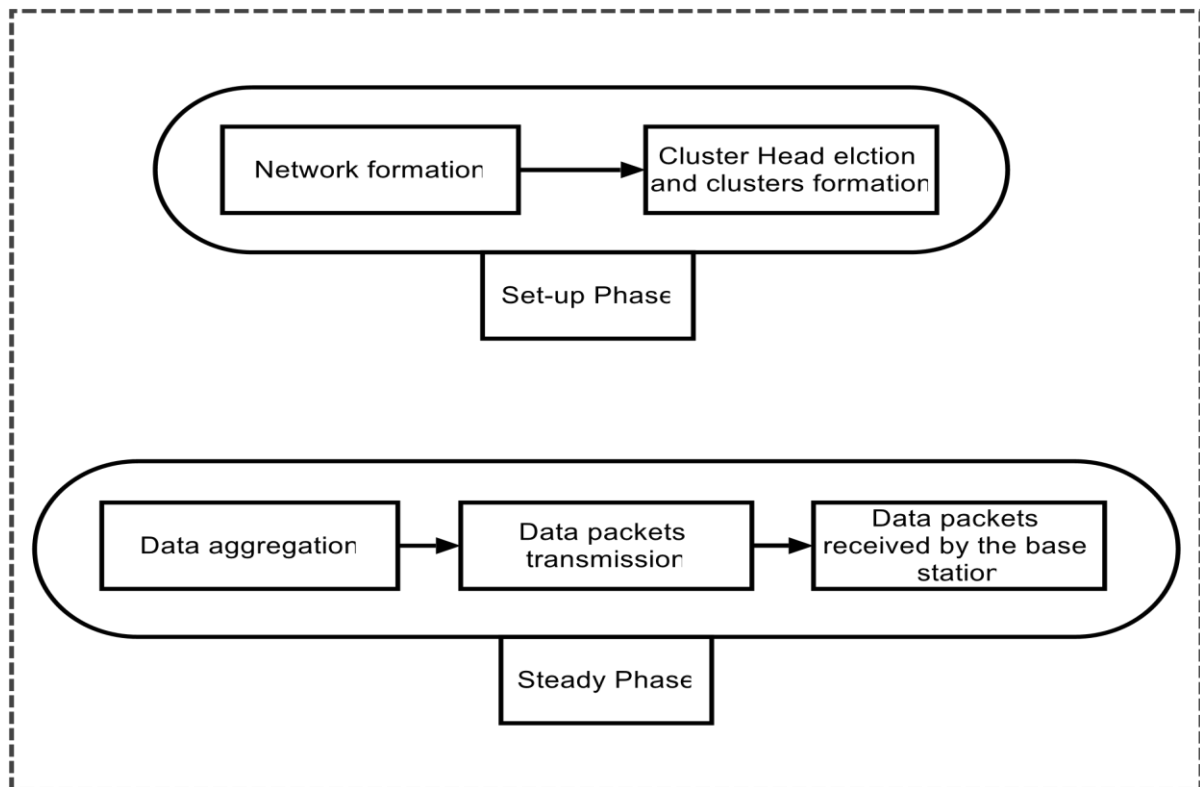 Network formation
Cluster Head elction
and clusters formation
Set-up Phase
Data aggregation
Data packets
transmission
Data packets
received by the base
station
Steady Phase